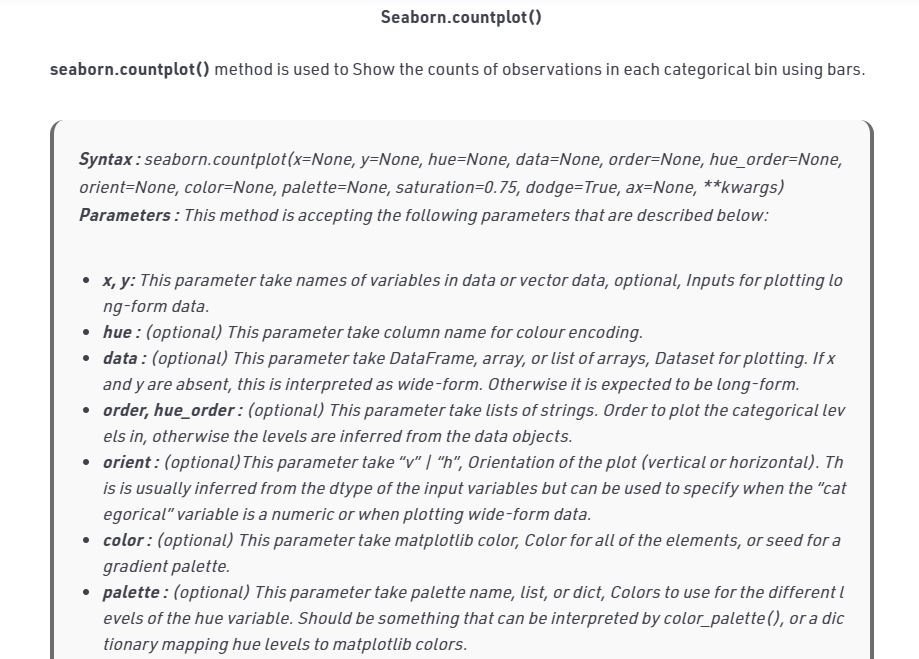 Seaborn.countplot()
seaborn.countplot() method is used to Show the counts of observations in each categorical bin using bars.
Syntax : seaborn.countplot(x=None, y=None, hue=None, data=None, order=None, hue_order=None,
orient=None, color=None, palette=None, saturation=0.75, dodge=True, ax=None, **kwargs)
Parameters : This method is accepting the following parameters that are described below:
• x, y: This parameter take names of variables in data or vector data, optional, Inputs for plotting lo
ng-form data.
• hue : (optional) This parameter take column name for colour encoding.
• data : (optional) This parameter take DataFrame, array, or list of arrays, Dataset for plotting. If x
and y are absent, this is interpreted as wide-form. Otherwise it is expected to be long-form.
• order, hue_order : (optional) This parameter take lists of strings. Order to plot the categorical lev
els in, otherwise the levels are inferred from the data objects.
• orient : (optional)This parameter take “v” | “h”, Orientation of the plot (vertical or horizontal). Th
is is usually inferred from the dtype of the input variables but can be used to specify when the “cat
egorical” variable is a numeric or when plotting wide-form data.
• color : (optional) This parameter take matplotlib color, Color for all of the elements, or seed for a
gradient palette.
• palette : (optional) This parameter take palette name, list, or dict, Colors to use for the different l
evels of the hue variable. Should be something that can be interpreted by color_palette(), or a dic
tionary mapping hue levels to matplotlib colors.